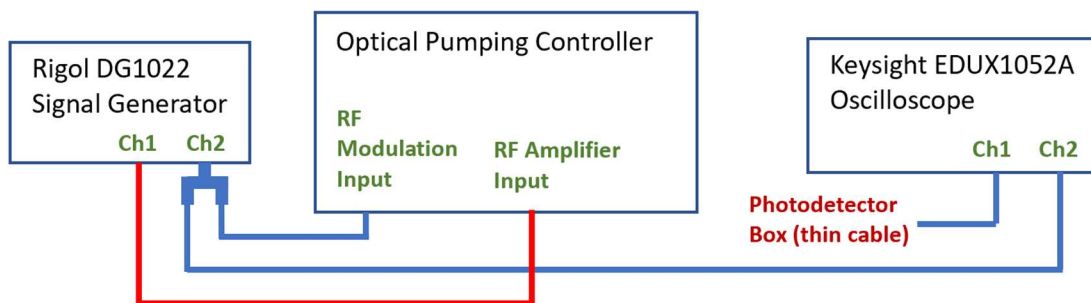 Rigol DG1022
Signal Generator
Ch1 Ch2
Optical Pumping Controller
RF
Modulation
Input
RF Amplifier
Input
Keysight EDUX1052A
Oscilloscope
Ch1 Ch2
Photodetector
Box (thin cable)